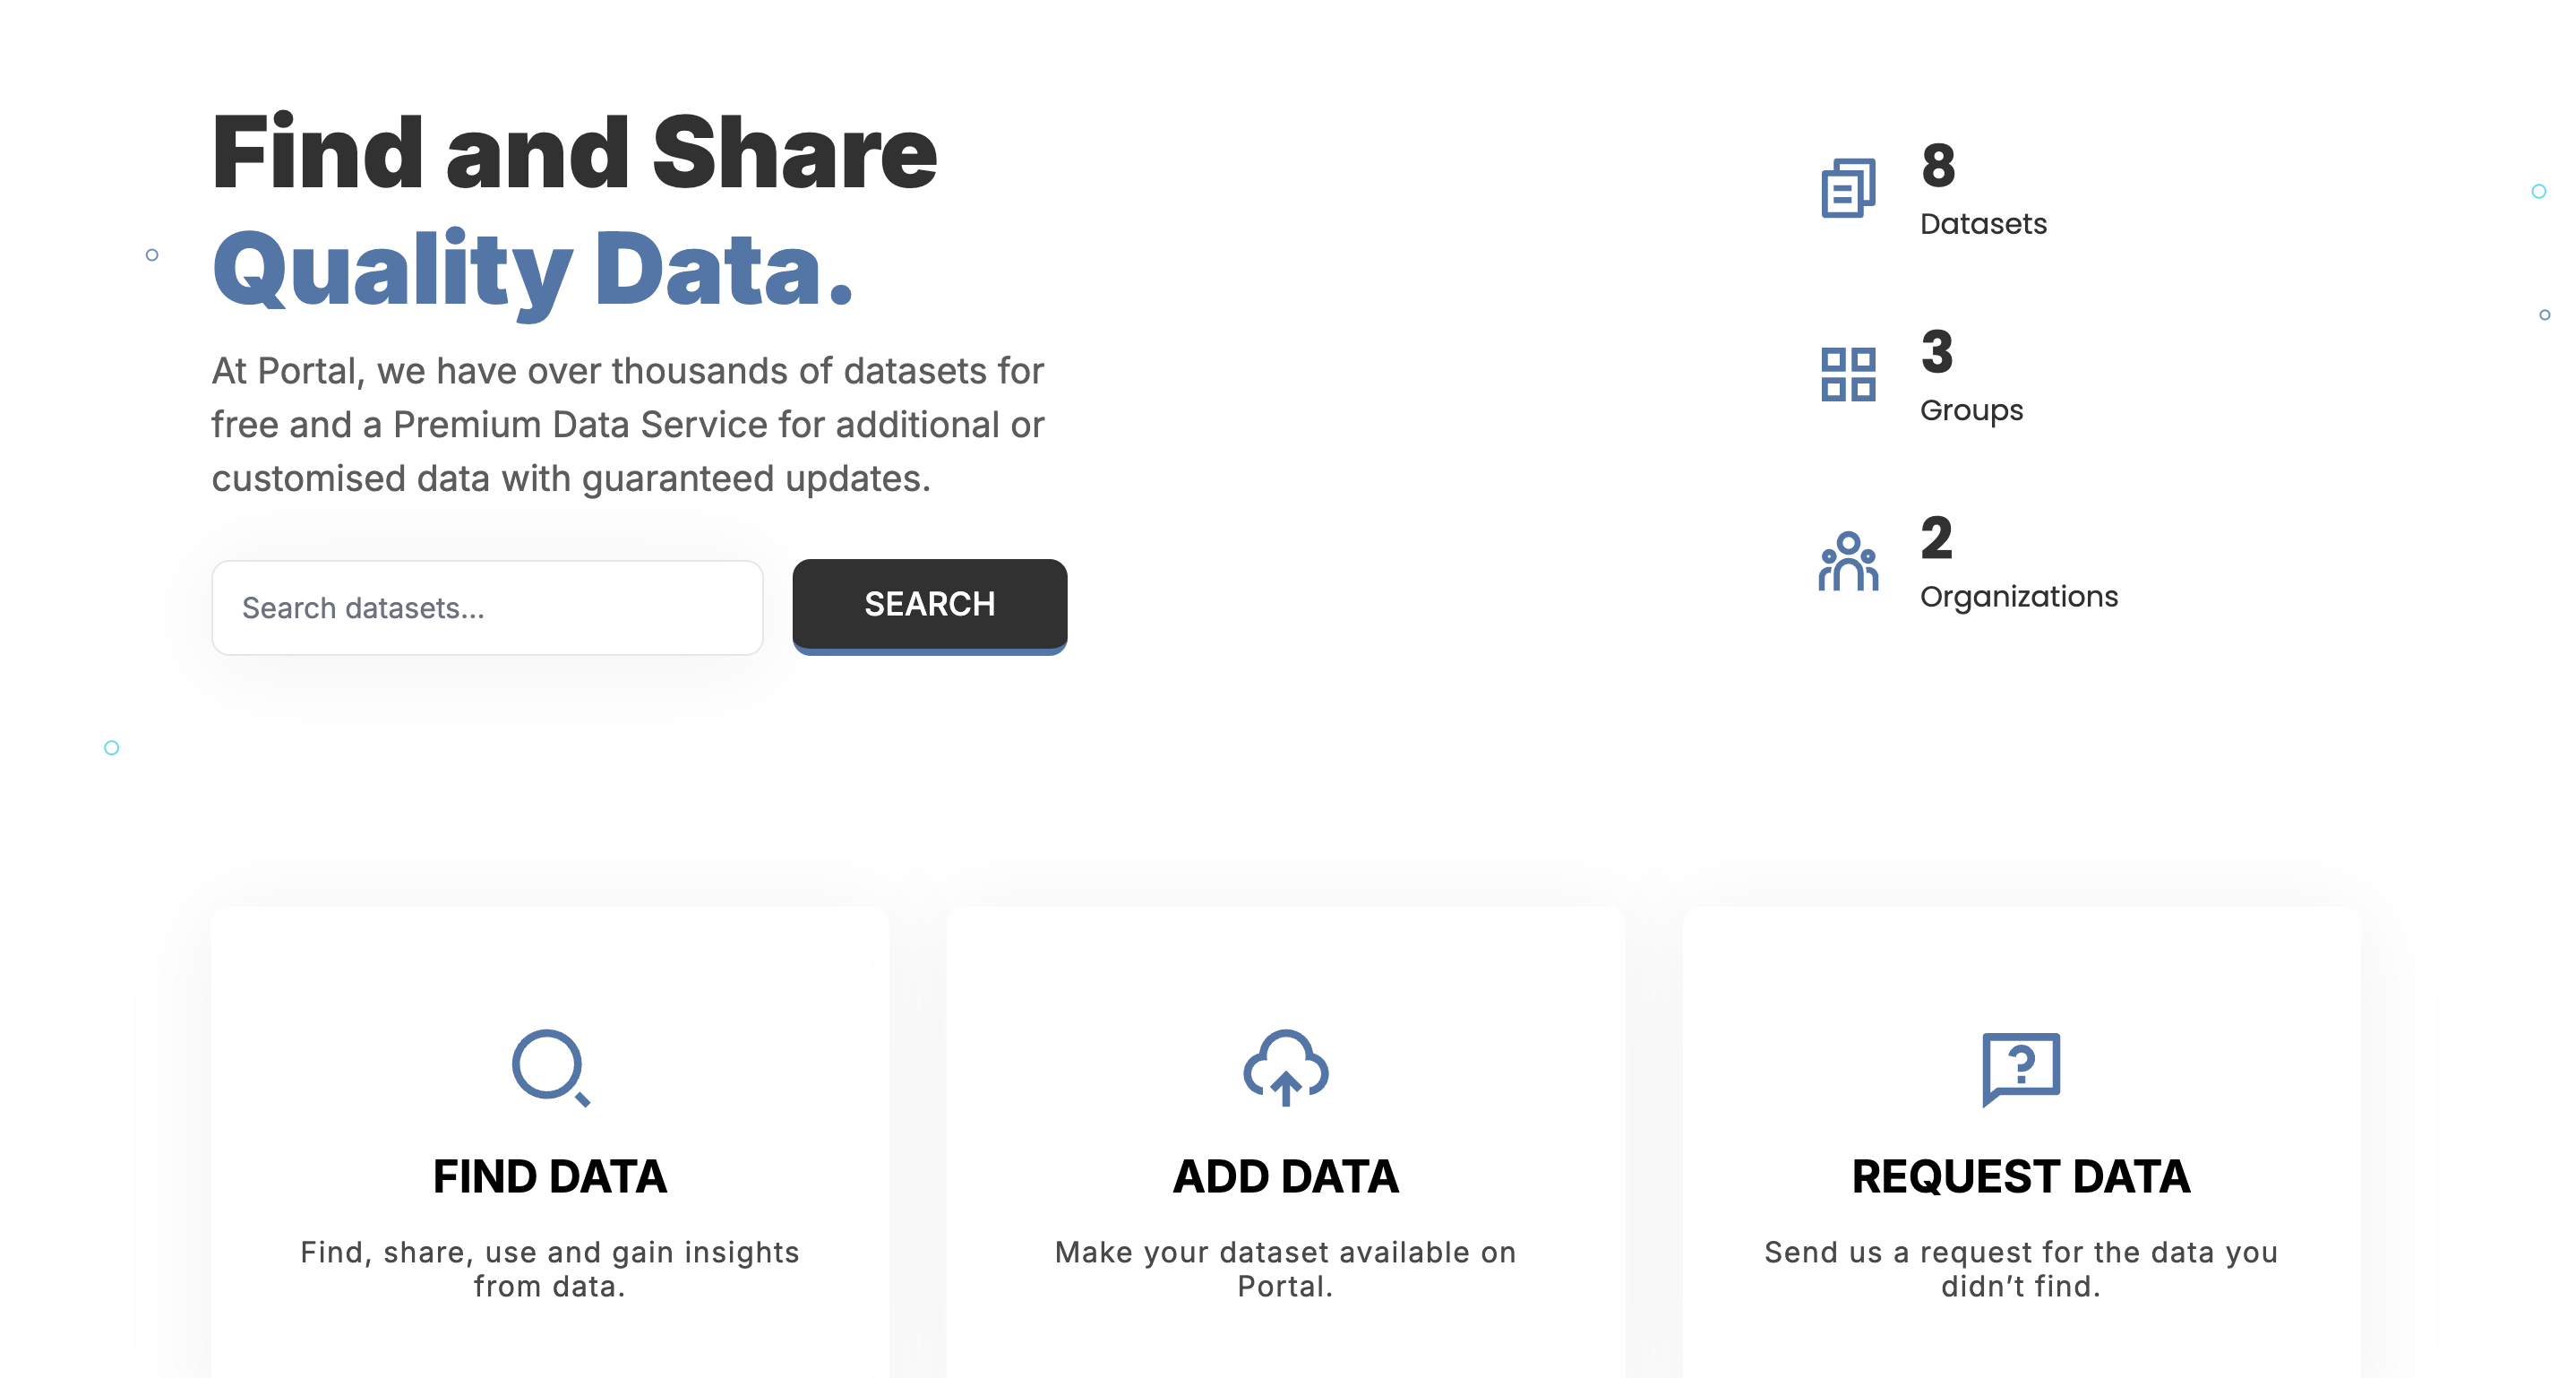 Find and Share
Quality Data.
At Portal, we have over thousands of datasets for
free and a Premium Data Service for additional or
customised data with guaranteed updates.
Search datasets...
SEARCH
8
Datasets
3
Groups
2
Organizations
FIND DATA
Find, share, use and gain insights
from data.
ADD DATA
Make your dataset available on
Portal.
REQUEST DATA
Send us a request for the data you
didn’t find.